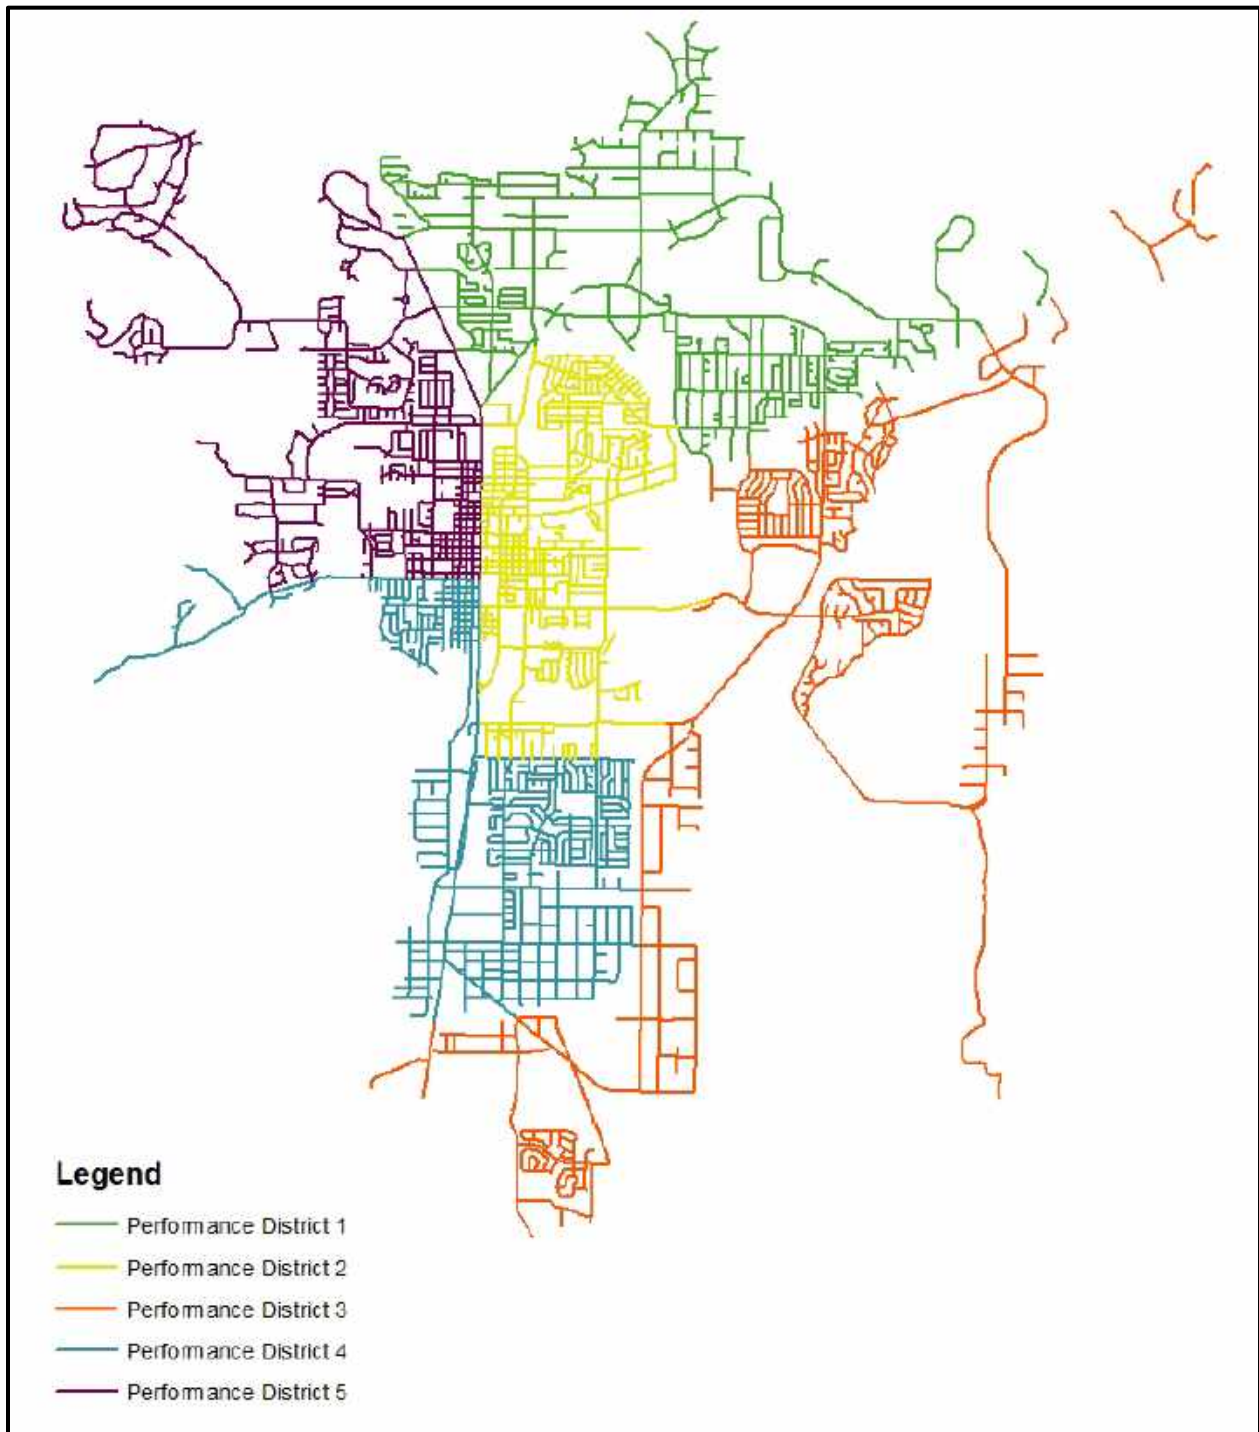 Legend
Performance District 1
Performance District 2
Performance District 3
Performance District 4
Performance District 5